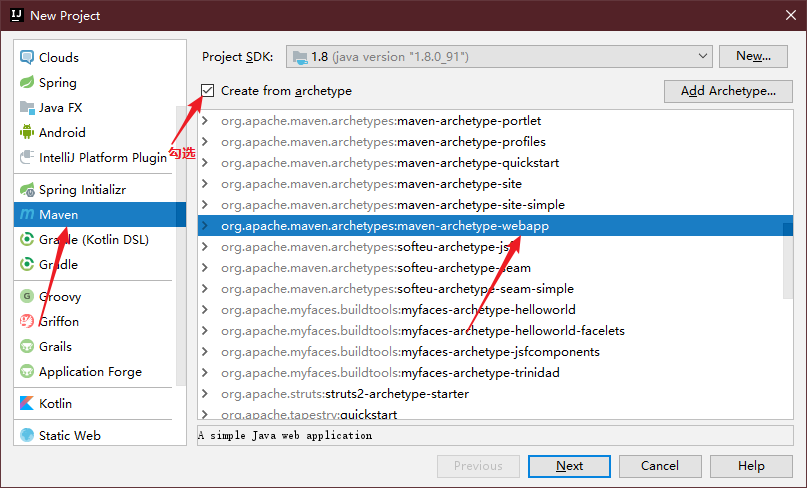 New Project
Clouds
Spring
Java FX
Android
IntelliJ Platform Plugin
Spring Initializr
Maven
Gradle (Kotlin DSL)
Gradle
Groovy
Griffon
Grails
Application Forge
Kotlin
Static Web
Project SDK: 1.8 (java version "1.8.0_91") New...
Create from archetype Add Archetype...
勾选
org.apache.maven.archetypes:maven-archetype-portlet
org.apache.maven.archetypes:maven-archetype-profiles
org.apache.maven.archetypes:maven-archetype-quickstart
org.apache.maven.archetypes:maven-archetype-site
org.apache.maven.archetypes:maven-archetype-site-simple
org.apache.maven.archetypes:maven-archetype-webapp
org.apache.maven.archetypes:softeu-archetype-jsf
org.apache.maven.archetypes:softeu-archetype-seam
org.apache.maven.archetypes:softeu-archetype-seam-simple
org.apache.myfaces.buildtools:myfaces-archetype-helloworld
org.apache.myfaces.buildtools:myfaces-archetype-helloworld-facelets
org.apache.myfaces.buildtools:myfaces-archetype-jsfcomponents
org.apache.myfaces.buildtools:myfaces-archetype-trinidad
org.apache.struts:struts2-archetype-starter
org.apache.tapestry:quickstart
A simple Java web application
Previous Next Cancel Help